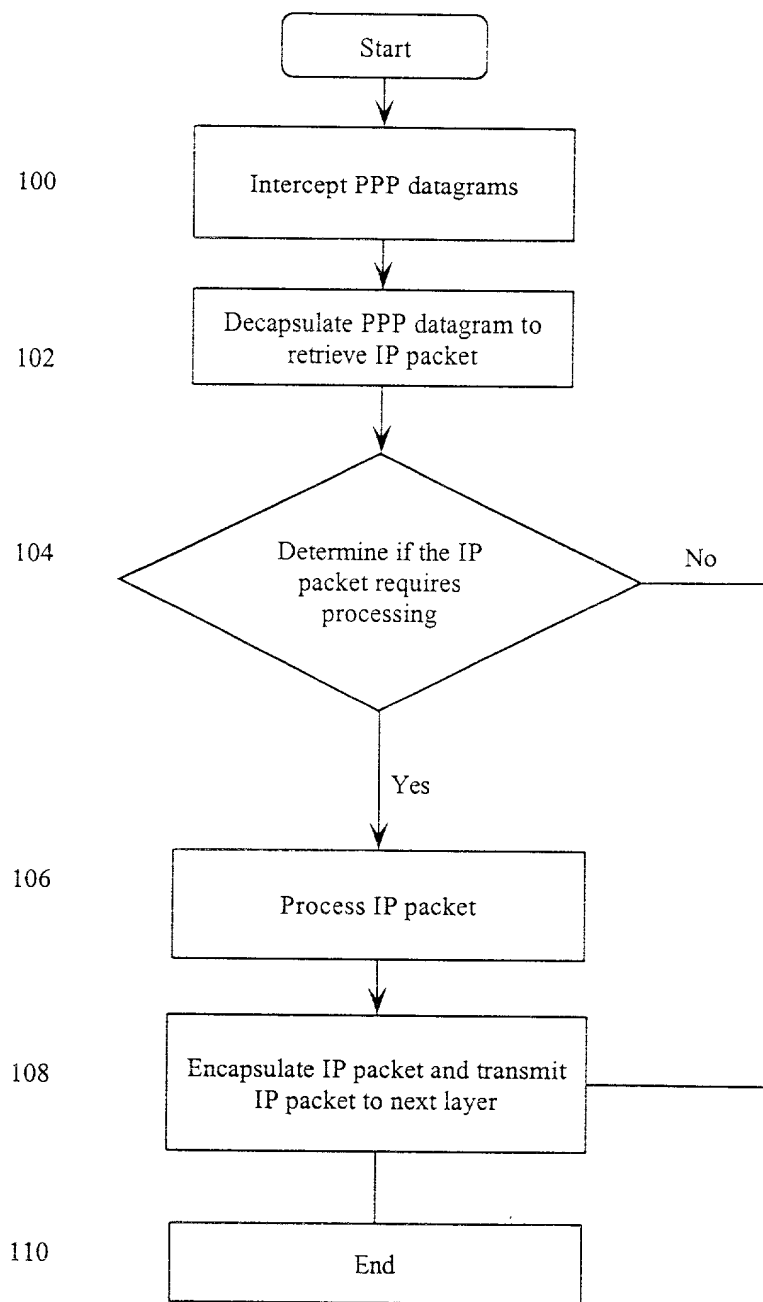 Start
100
Intercept PPP datagrams
102
Decapsulate PPP datagram to
retrieve IP packet
104
Determine if the IP
packet requires
processing
No
Yes
106
Process IP packet
108
Encapsulate IP packet and transmit
IP packet to next layer
110
End